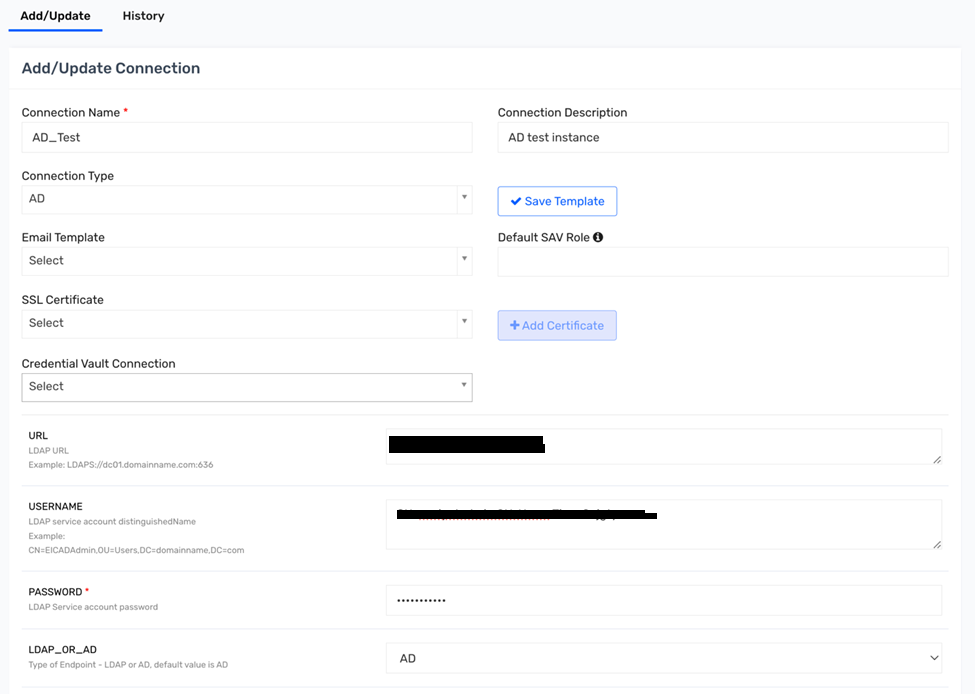 Add/Update History
Add/Update Connection
Connection Name * Connection Description
AD_Test AD test instance
Connection Type
AD
Save Template
Email Template Default SAV Role
Select
SSL Certificate
Select
Add Certificate
Credential Vault Connection
Select
URL
LDAP URL
Example: LDAPS://dc01.domainname.com:636
USERNAME
LDAP service account distinguishedName
Example:
CN=EICADAdmin,OU=Users,DC=domainname,DC=com
PASSWORD *
LDAP Service account password
•••••••••••
LDAP_OR_AD
Type of Endpoint - LDAP or AD, default value is AD
AD